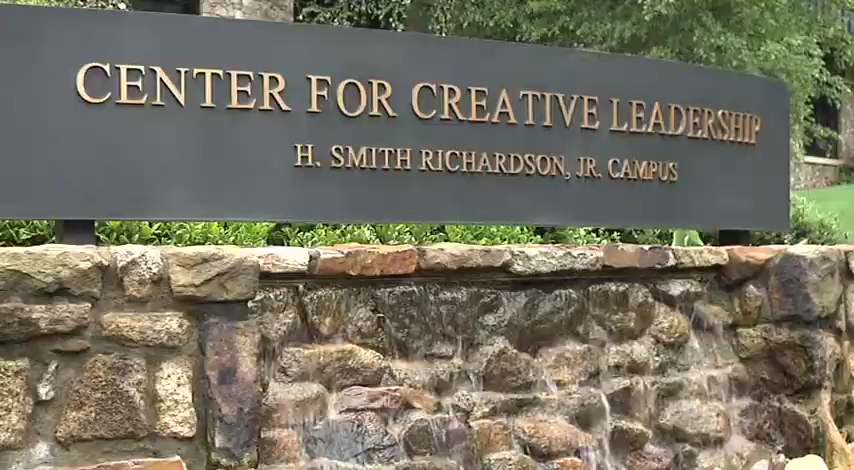 CENTER FOR CREATIVE LEADERSHIP
H. SMITH RICHARDSON, JR. CAMPUS